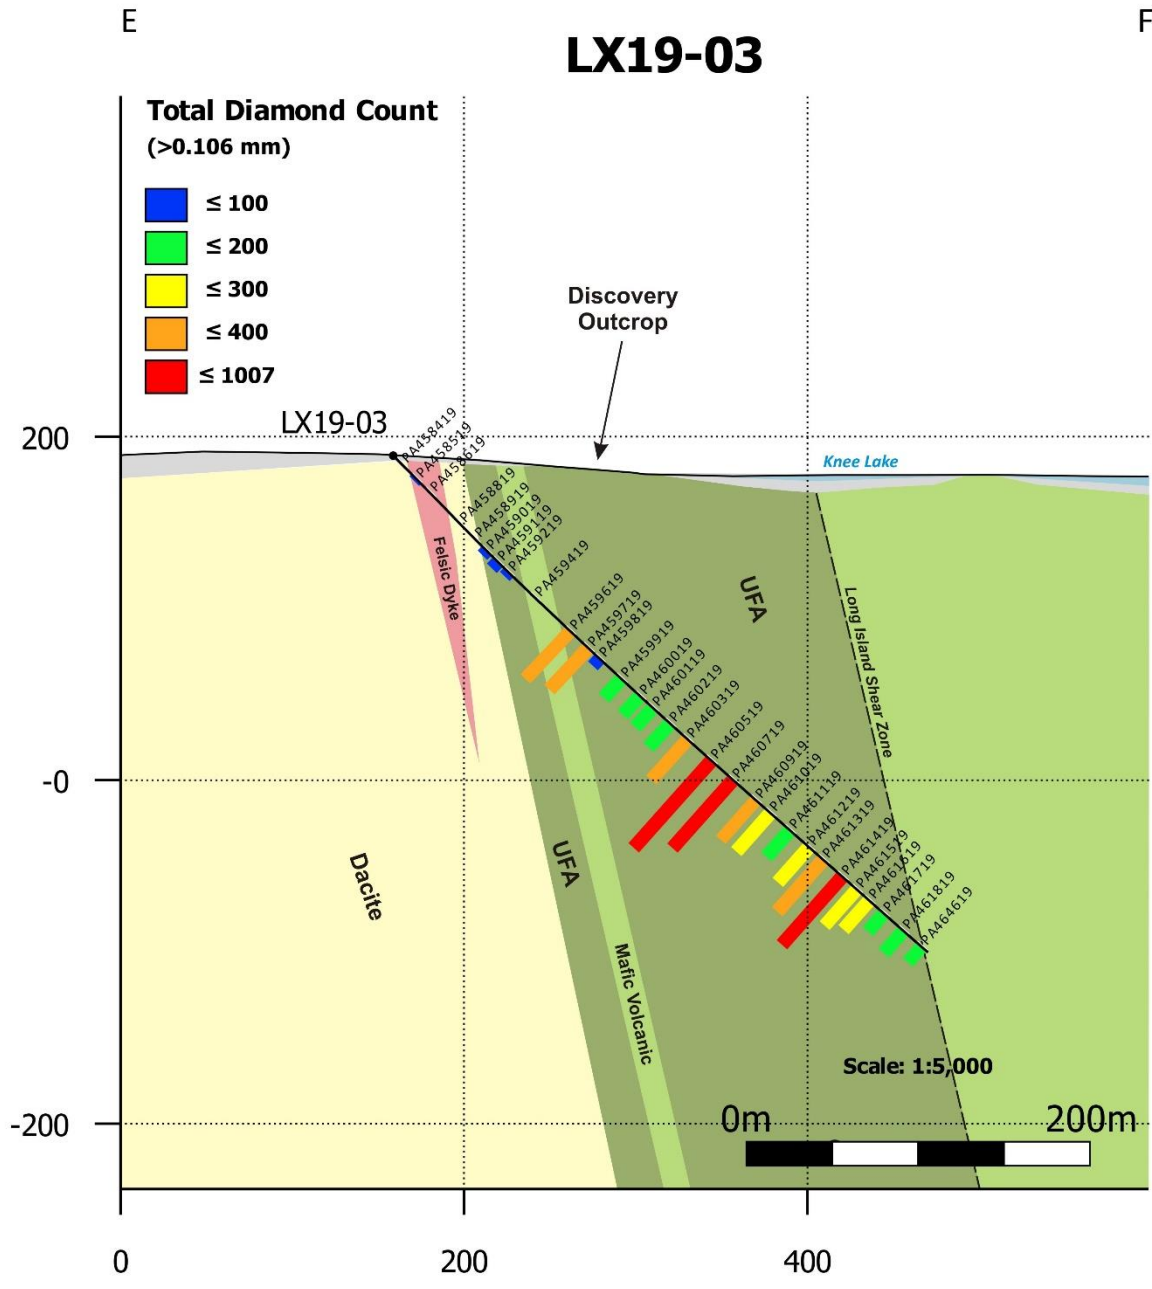 E
F
LX19-03
Total Diamond Count
(>0.106 mm)
≤ 100
≤ 200
≤ 300
≤ 400
≤ 1007
Discovery
Outcrop
LX19-03
200
-0
-200
Knee Lake
PA458419
PA458519
PA458619
PA458819
PA458919
PA459019
PA459119
PA459219
PA459419
PA459619
PA459719
PA459819
PA459919
PA460019
PA460119
PA460219
PA460319
PA460519
PA460719
PA460919
PA461019
PA461119
PA461219
PA461319
PA461419
PA461519
PA461619
PA461719
PA461819
PA464619
Felsic Dyke
UFA
Long Island Shear Zone
Dacite
UFA
Mafic Volcanic
Scale: 1:5,000
0m
200m
0
200
400